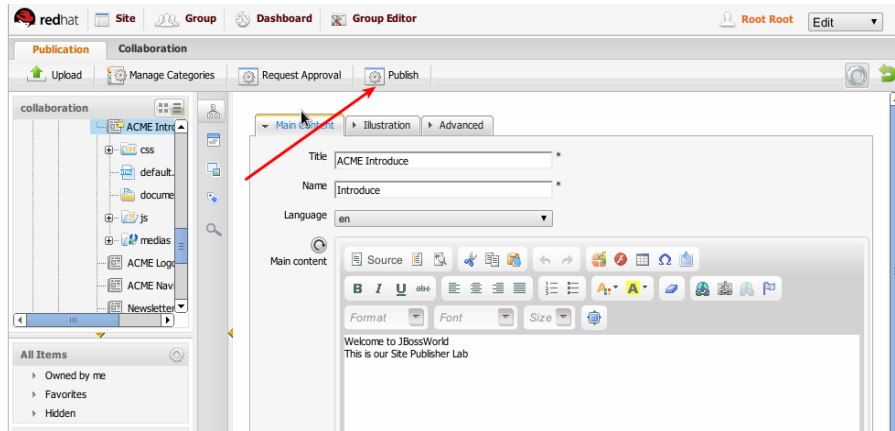 redhat Site Group Dashboard Group Editor Root Root Edit
Publication Collaboration
Upload Manage Categories Request Approval Publish
collaboration
ACME Intro
css
default.
docume
js
medias
ACME Logo
ACME Nav
Newsletter
All Items
Owned by me
Favorites
Hidden
Main Content Illustration Advanced
Title ACME Introduce *
Name Introduce *
Language en
Main content
Source
B I U abc A A
Format Font Size
Welcome to JBossWorld
This is our Site Publisher Lab